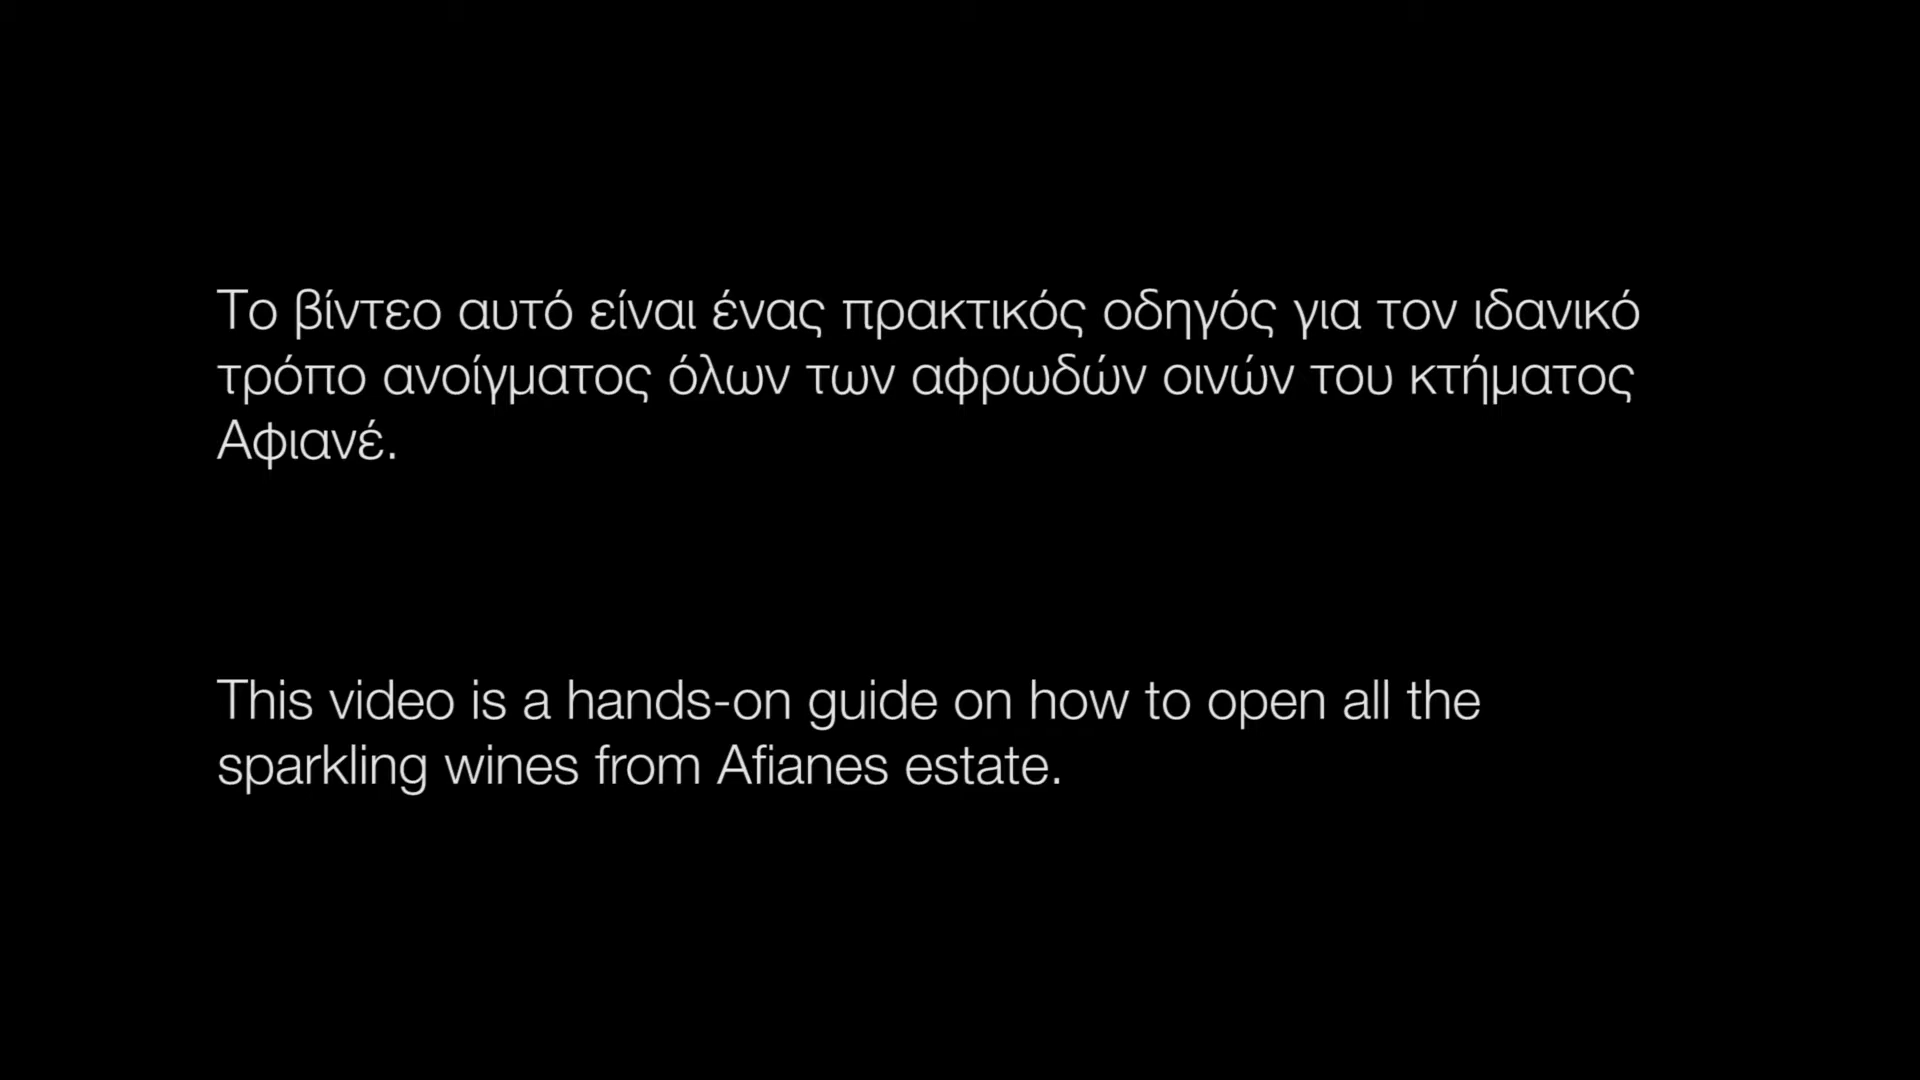 Το βίντεο αυτό είναι ένας πρακτικός οδηγός για τον ιδανικό
τρόπο ανοίγματος όλων των αφρωδών οινών του κτήματος
Αφιανέ.
This video is a hands-on guide on how to open all the
sparkling wines from Afianes estate.